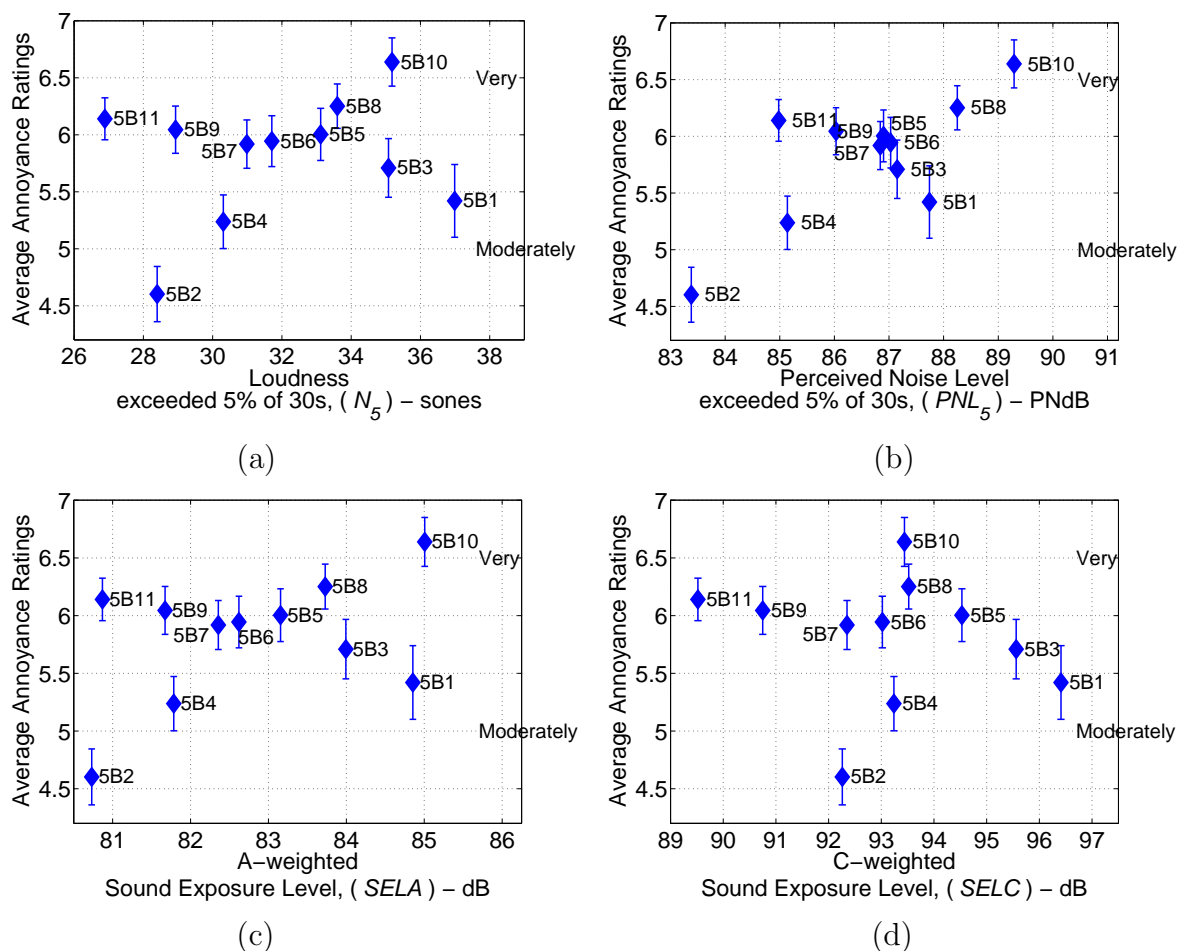 7
6.5
6
5.5
5
4.5
Average Annoyance Ratings
5B10
Very
5B11
5B9
5B8
5B7
5B6
5B5
5B3
5B1
5B4
Moderately
5B2
26 28 30 32 34 36 38
Loudness
exceeded 5% of 30s, ( N5 ) − sones
(a)
7
6.5
6
5.5
5
4.5
Average Annoyance Ratings
5B10
Very
5B8
5B11
5B9
5B5
5B7
5B6
5B3
5B1
5B4
Moderately
5B2
83 84 85 86 87 88 89 90 91
Perceived Noise Level
exceeded 5% of 30s, ( PNL5 ) − PNdB
(b)
7
6.5
6
5.5
5
4.5
Average Annoyance Ratings
5B10
Very
5B11
5B9
5B8
5B7
5B6
5B5
5B3
5B1
5B4
Moderately
5B2
81 82 83 84 85 86
A−weighted
Sound Exposure Level, ( SELA ) − dB
(c)
7
6.5
6
5.5
5
4.5
Average Annoyance Ratings
5B10
Very
5B8
5B11
5B9
5B7
5B6
5B5
5B3
5B1
5B4
Moderately
5B2
89 90 91 92 93 94 95 96 97
C−weighted
Sound Exposure Level, ( SELC ) − dB
(d)